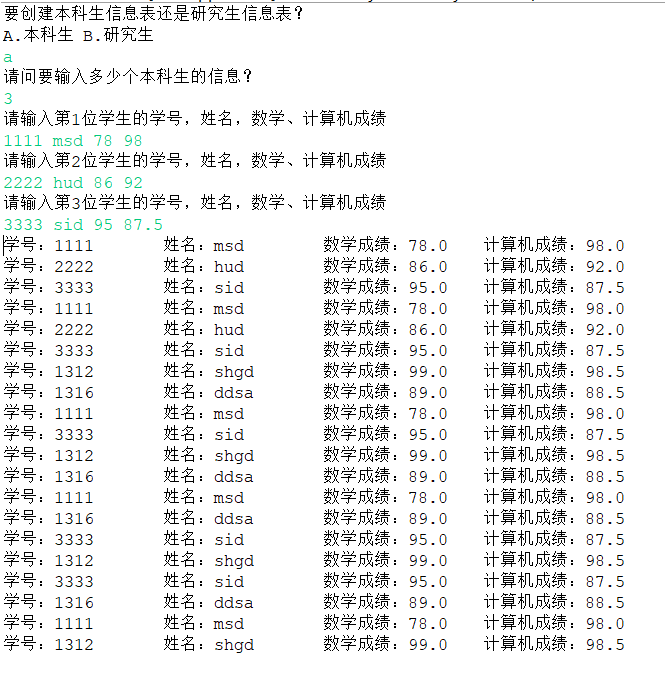 要创建本科生信息表还是研究生信息表？
A.本科生 B.研究生
a
请问要输入多少个本科生的信息？
3
请输入第1位学生的学号，姓名，数学、计算机成绩
1111 msd 78 98
请输入第2位学生的学号，姓名，数学、计算机成绩
2222 hud 86 92
请输入第3位学生的学号，姓名，数学、计算机成绩
3333 sid 95 87.5
学号：1111 姓名：msd 数学成绩：78.0 计算机成绩：98.0
学号：2222 姓名：hud 数学成绩：86.0 计算机成绩：92.0
学号：3333 姓名：sid 数学成绩：95.0 计算机成绩：87.5
学号：1111 姓名：msd 数学成绩：78.0 计算机成绩：98.0
学号：2222 姓名：hud 数学成绩：86.0 计算机成绩：92.0
学号：3333 姓名：sid 数学成绩：95.0 计算机成绩：87.5
学号：1312 姓名：shgd 数学成绩：99.0 计算机成绩：98.5
学号：1316 姓名：ddsa 数学成绩：89.0 计算机成绩：88.5
学号：1111 姓名：msd 数学成绩：78.0 计算机成绩：98.0
学号：3333 姓名：sid 数学成绩：95.0 计算机成绩：87.5
学号：1312 姓名：shgd 数学成绩：99.0 计算机成绩：98.5
学号：1316 姓名：ddsa 数学成绩：89.0 计算机成绩：88.5
学号：1111 姓名：msd 数学成绩：78.0 计算机成绩：98.0
学号：1316 姓名：ddsa 数学成绩：89.0 计算机成绩：88.5
学号：3333 姓名：sid 数学成绩：95.0 计算机成绩：87.5
学号：1312 姓名：shgd 数学成绩：99.0 计算机成绩：98.5
学号：3333 姓名：sid 数学成绩：95.0 计算机成绩：87.5
学号：1316 姓名：ddsa 数学成绩：89.0 计算机成绩：88.5
学号：1111 姓名：msd 数学成绩：78.0 计算机成绩：98.0
学号：1312 姓名：shgd 数学成绩：99.0 计算机成绩：98.5